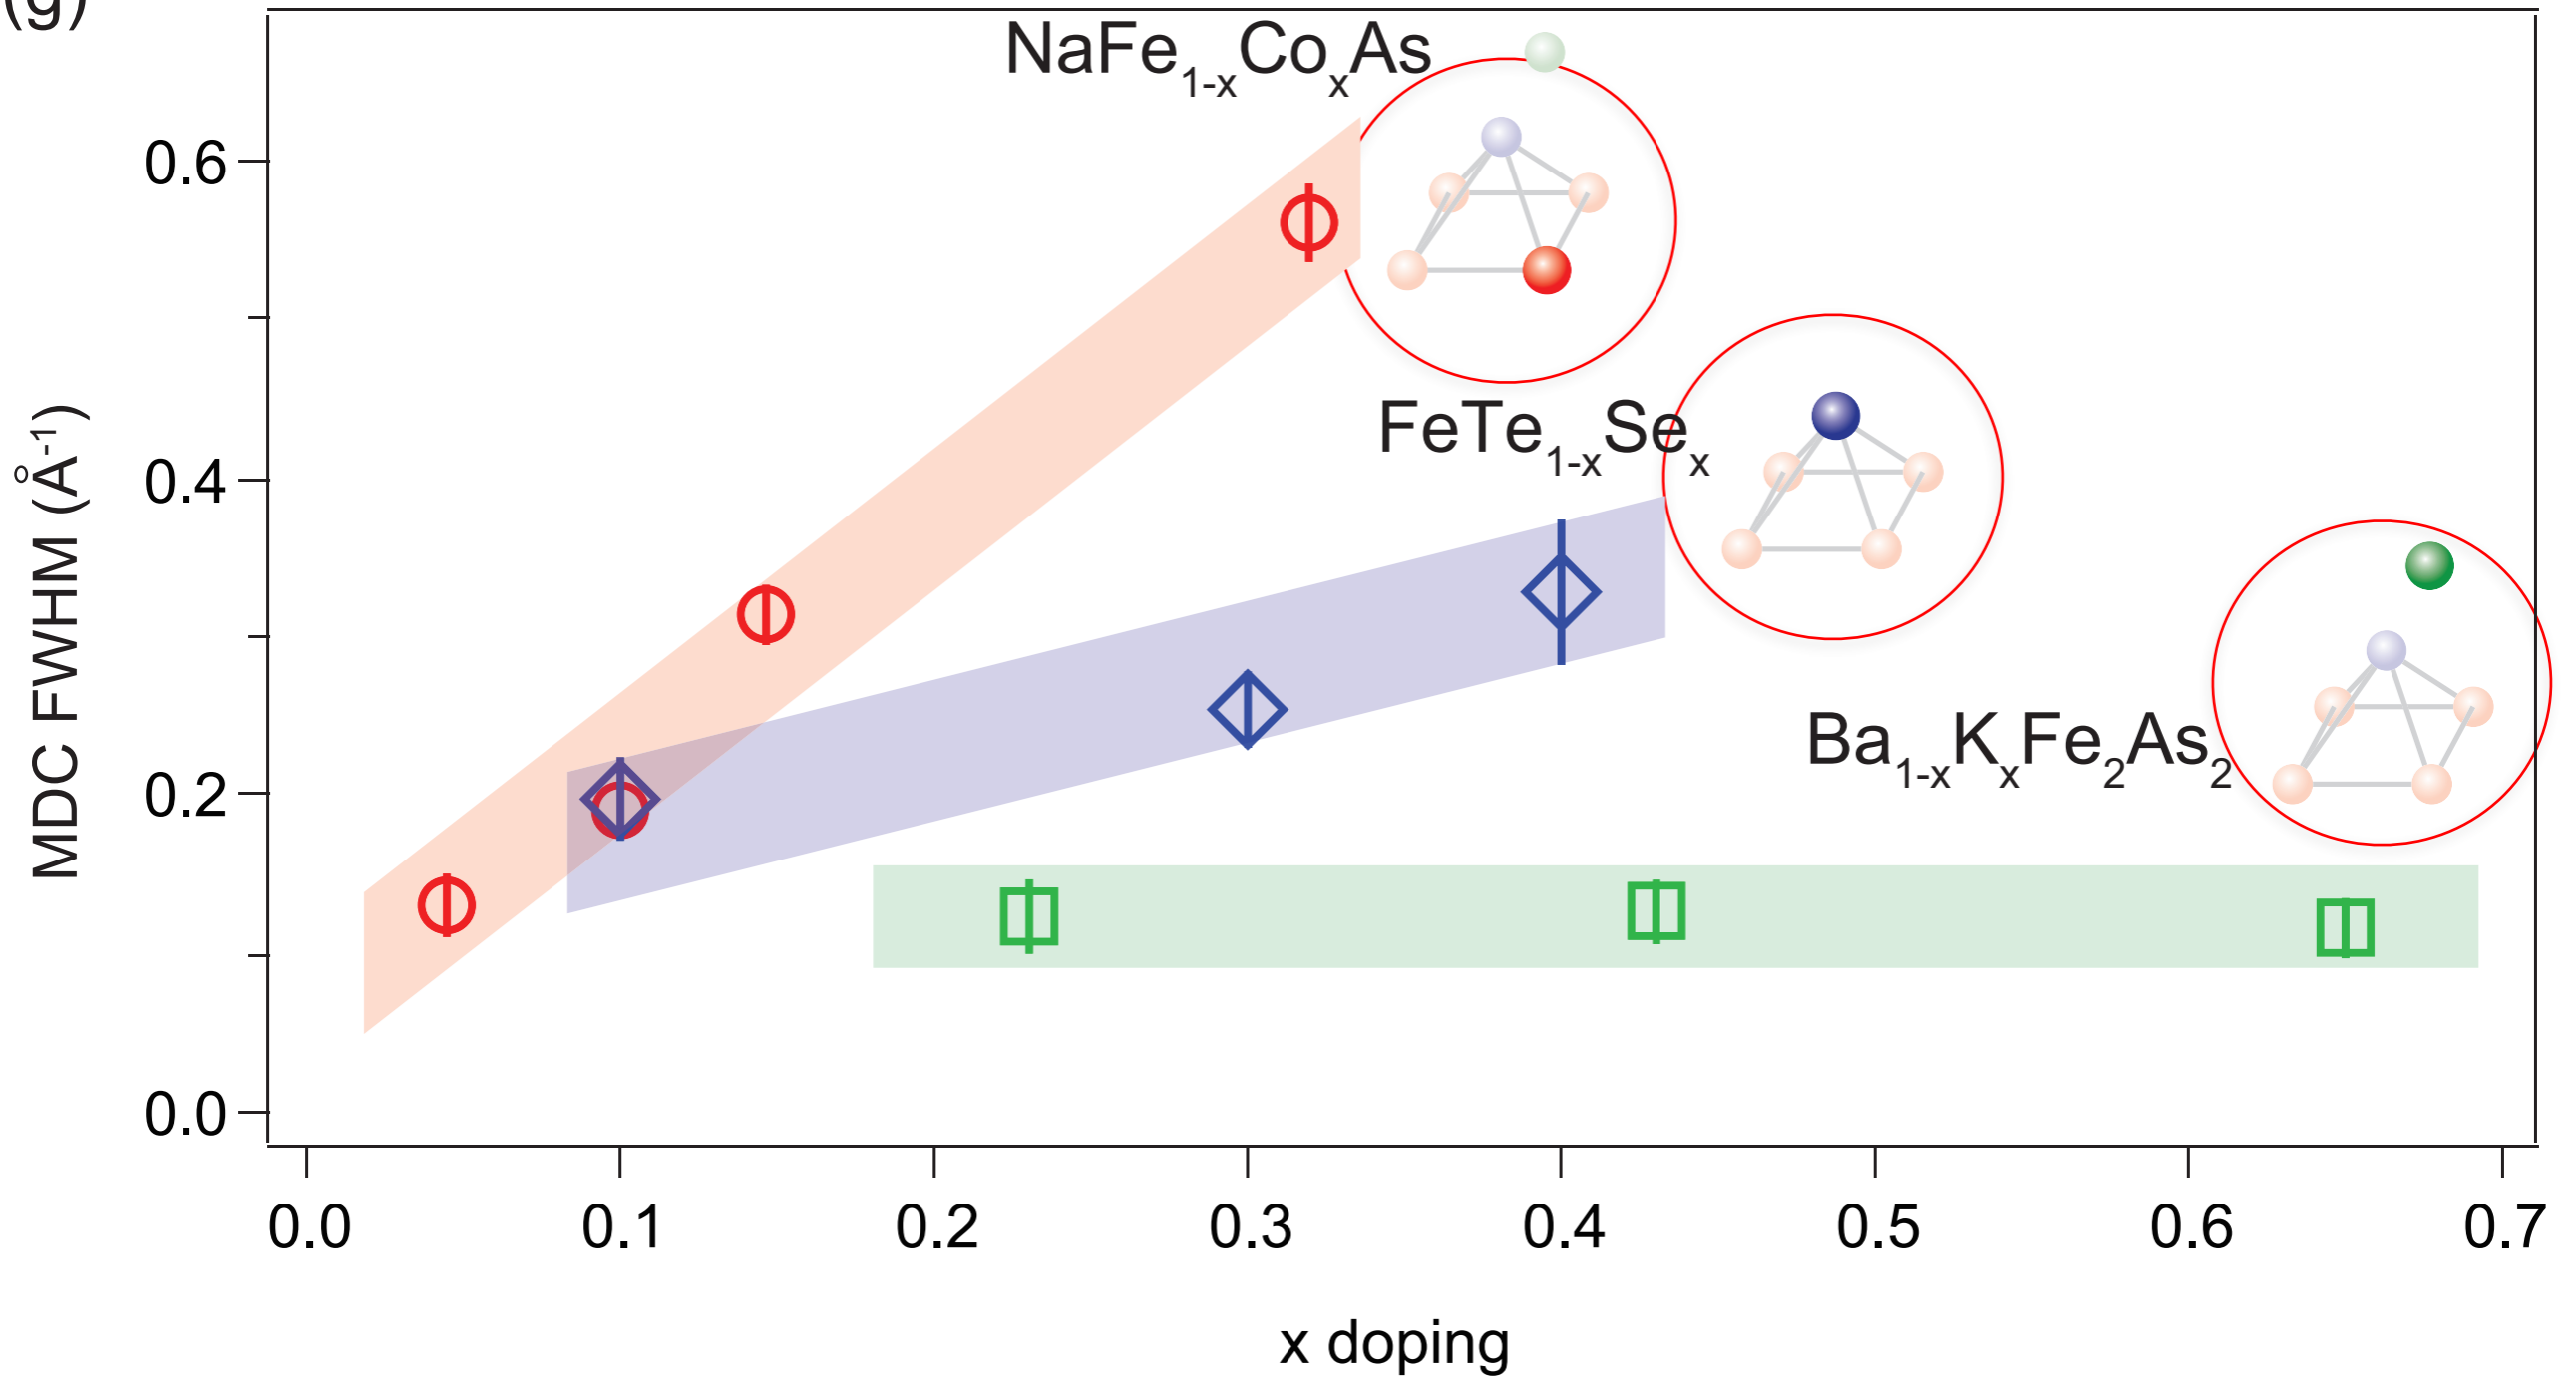 (g)
NaFe₁₋ₓCoₓAs
0.6
FeTe₁₋ₓSeₓ
0.4
MDC FWHM (Å⁻¹)
Ba₁₋ₓKₓFe₂As₂
0.2
0.0
0.0 0.1 0.2 0.3 0.4 0.5 0.6 0.7
x doping